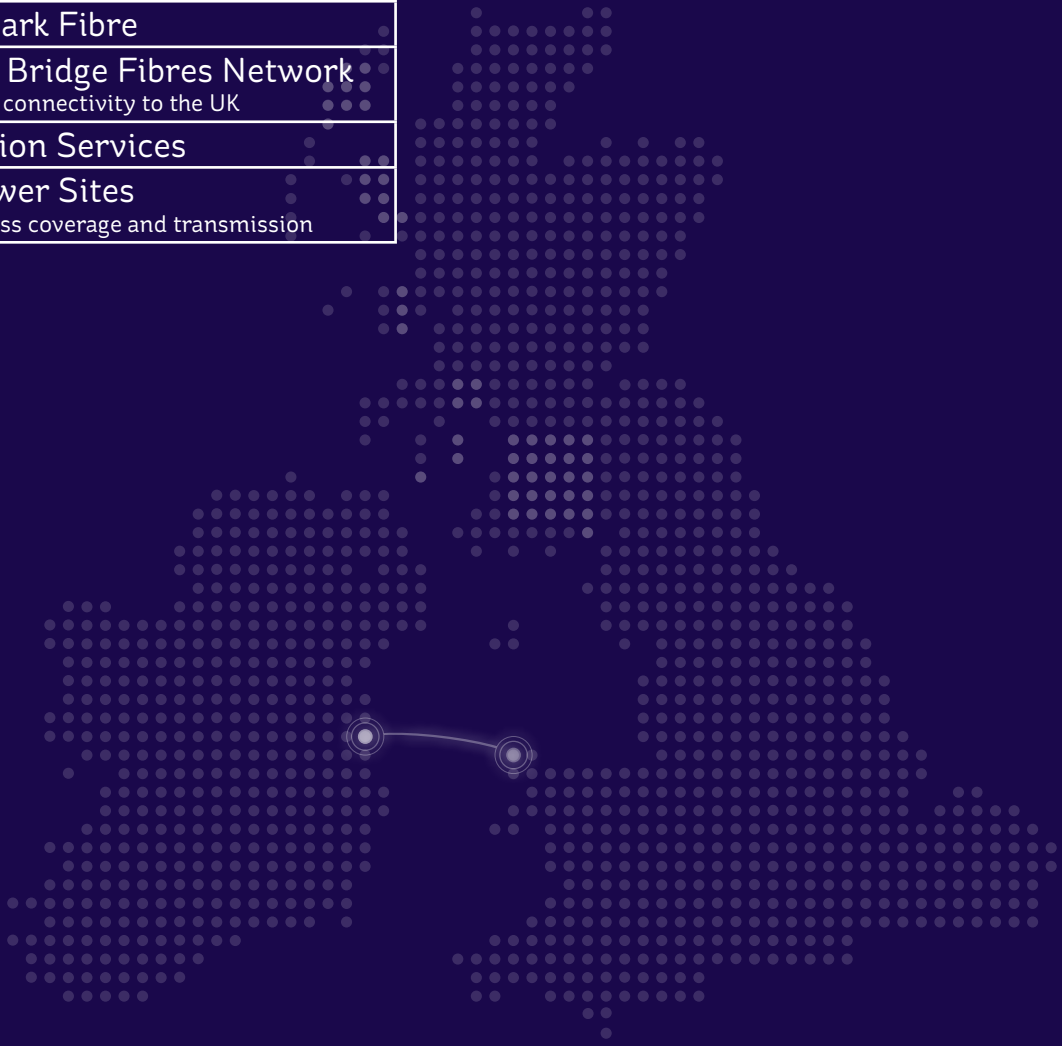 ark Fibre
Bridge Fibres Network
connectivity to the UK
ion Services
wer Sites
ss coverage and transmission